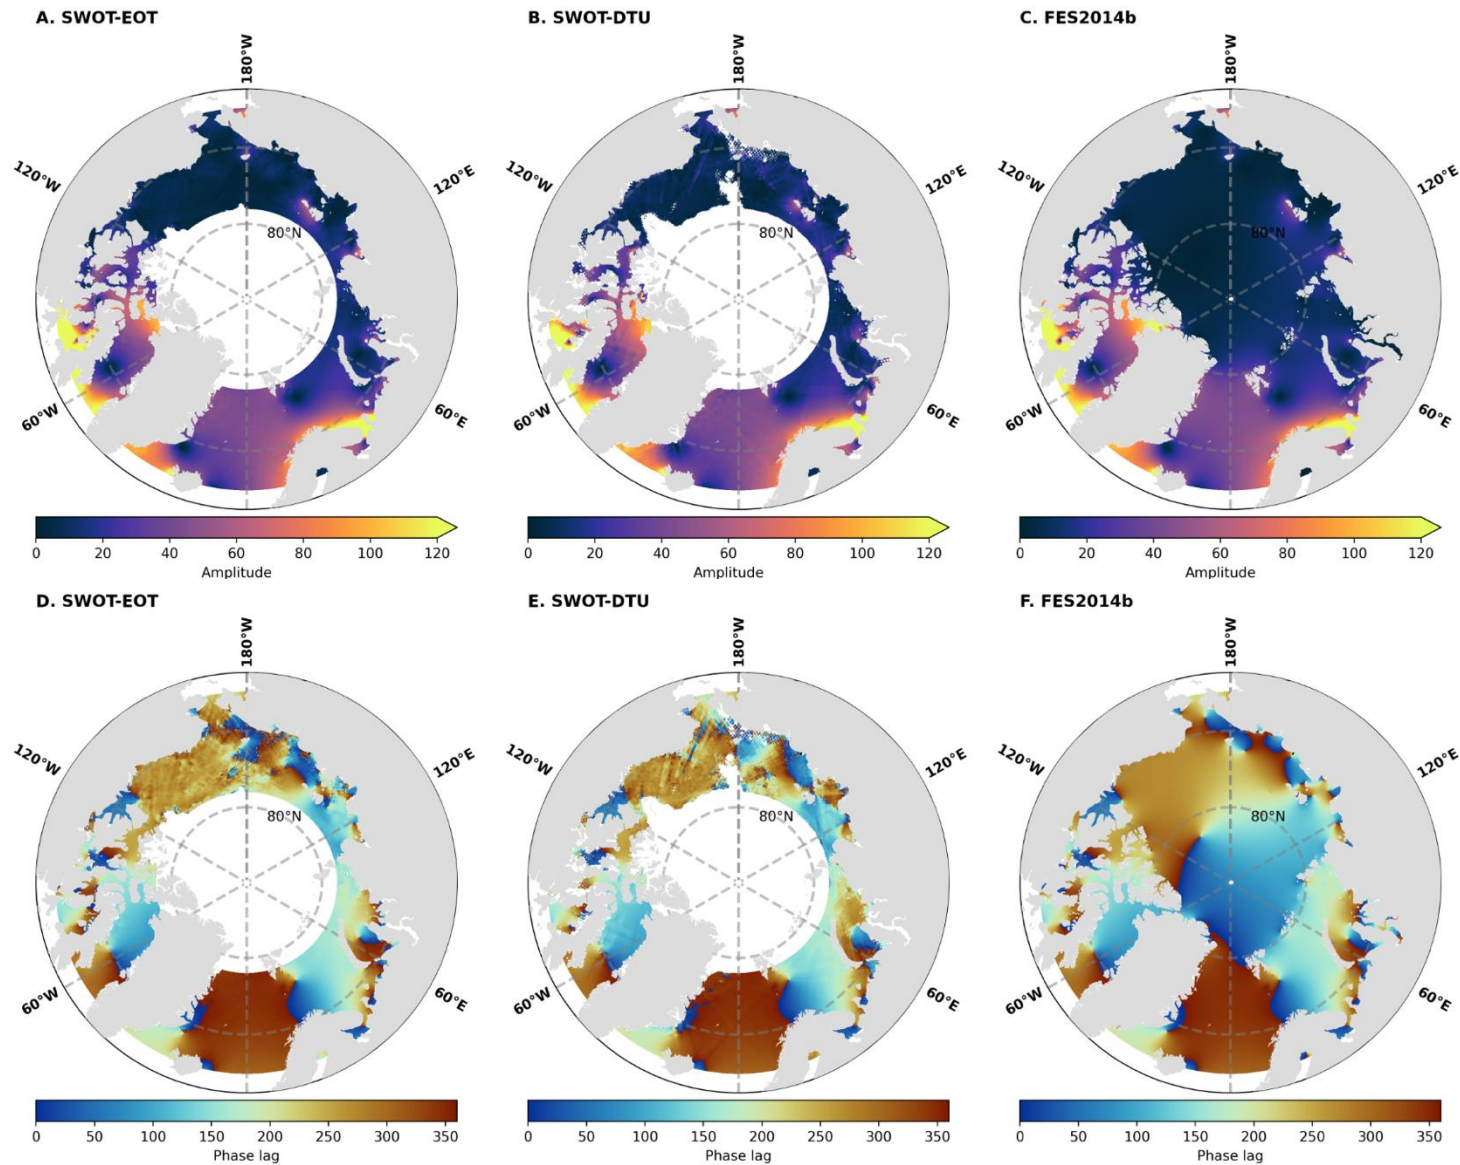 A. SWOT-EOT
B. SWOT-DTU
C. FES2014b
180°W
180°W
180°W
120°W
120°E
120°W
120°E
120°W
120°E
80°N
80°N
80°N
60°W
60°E
60°W
60°E
60°W
60°E
0 20 40 60 80 100 120
0 20 40 60 80 100 120
0 20 40 60 80 100 120
Amplitude
Amplitude
Amplitude
D. SWOT-EOT
E. SWOT-DTU
F. FES2014b
180°W
180°W
180°W
120°W
120°E
120°W
120°E
120°W
120°E
80°N
80°N
80°N
60°W
60°E
60°W
60°E
60°W
60°E
0 50 100 150 200 250 300 350
0 50 100 150 200 250 300 350
0 50 100 150 200 250 300 350
Phase lag
Phase lag
Phase lag